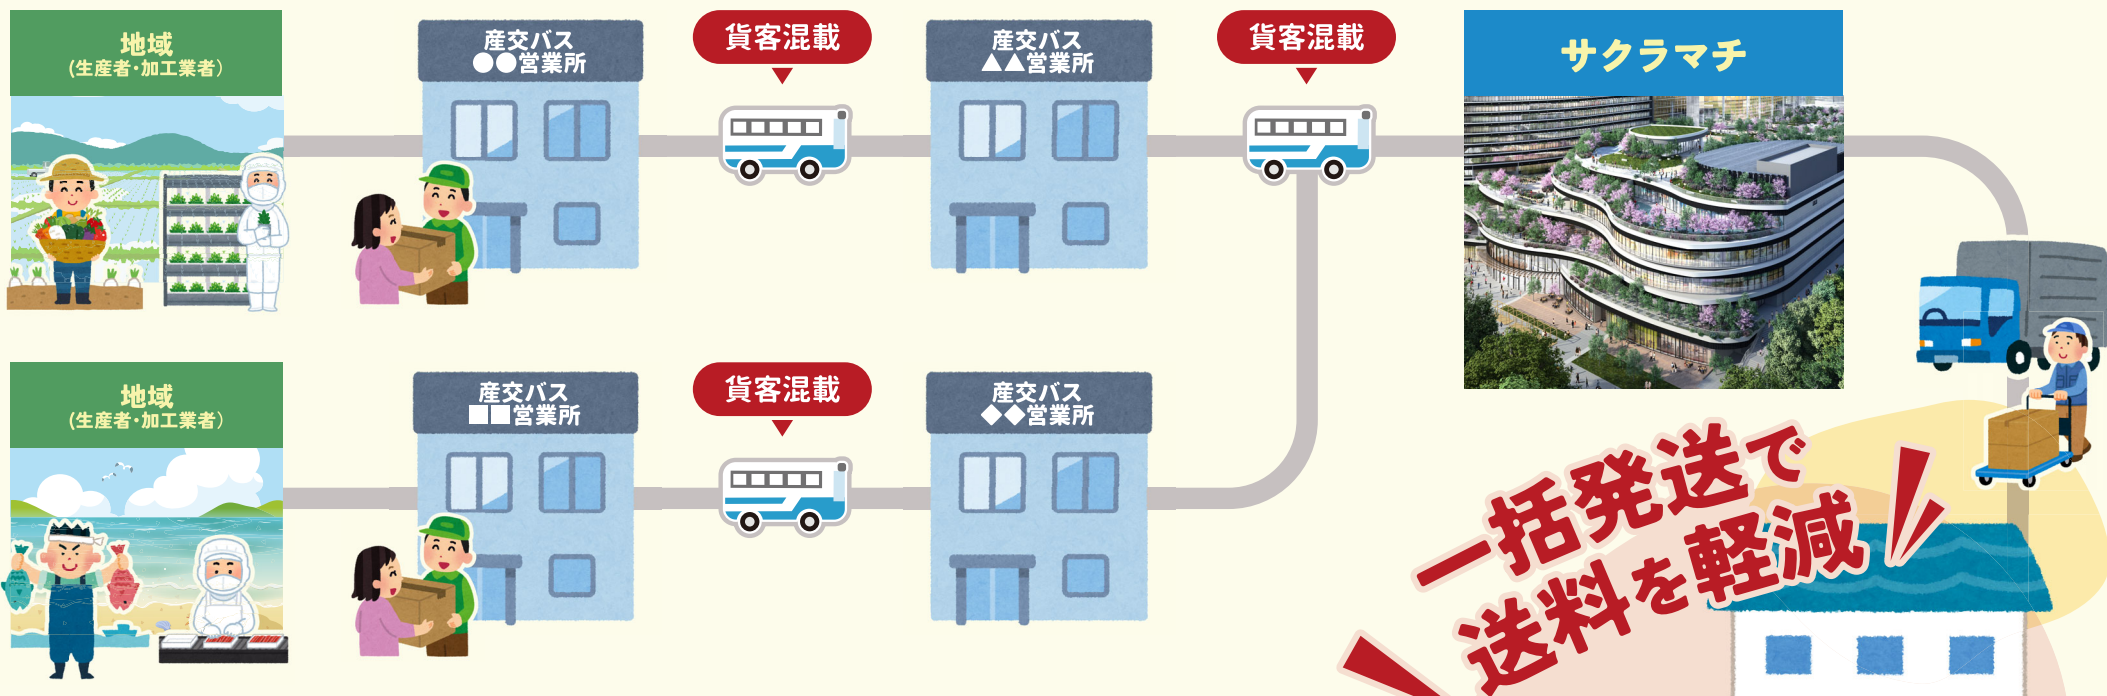 地域
(生産者・加工業者)
産交バス
●●営業所
貨客混載
産交バス
▲▲営業所
貨客混載
サクラマチ
地域
(生産者・加工業者)
産交バス
■■営業所
貨客混載
産交バス
◆◆営業所
一括発送で
送料を軽減